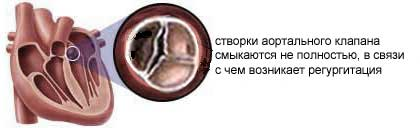 створки аортального клапана
смыкаются не полностью, в связи
с чем возникает регургитация